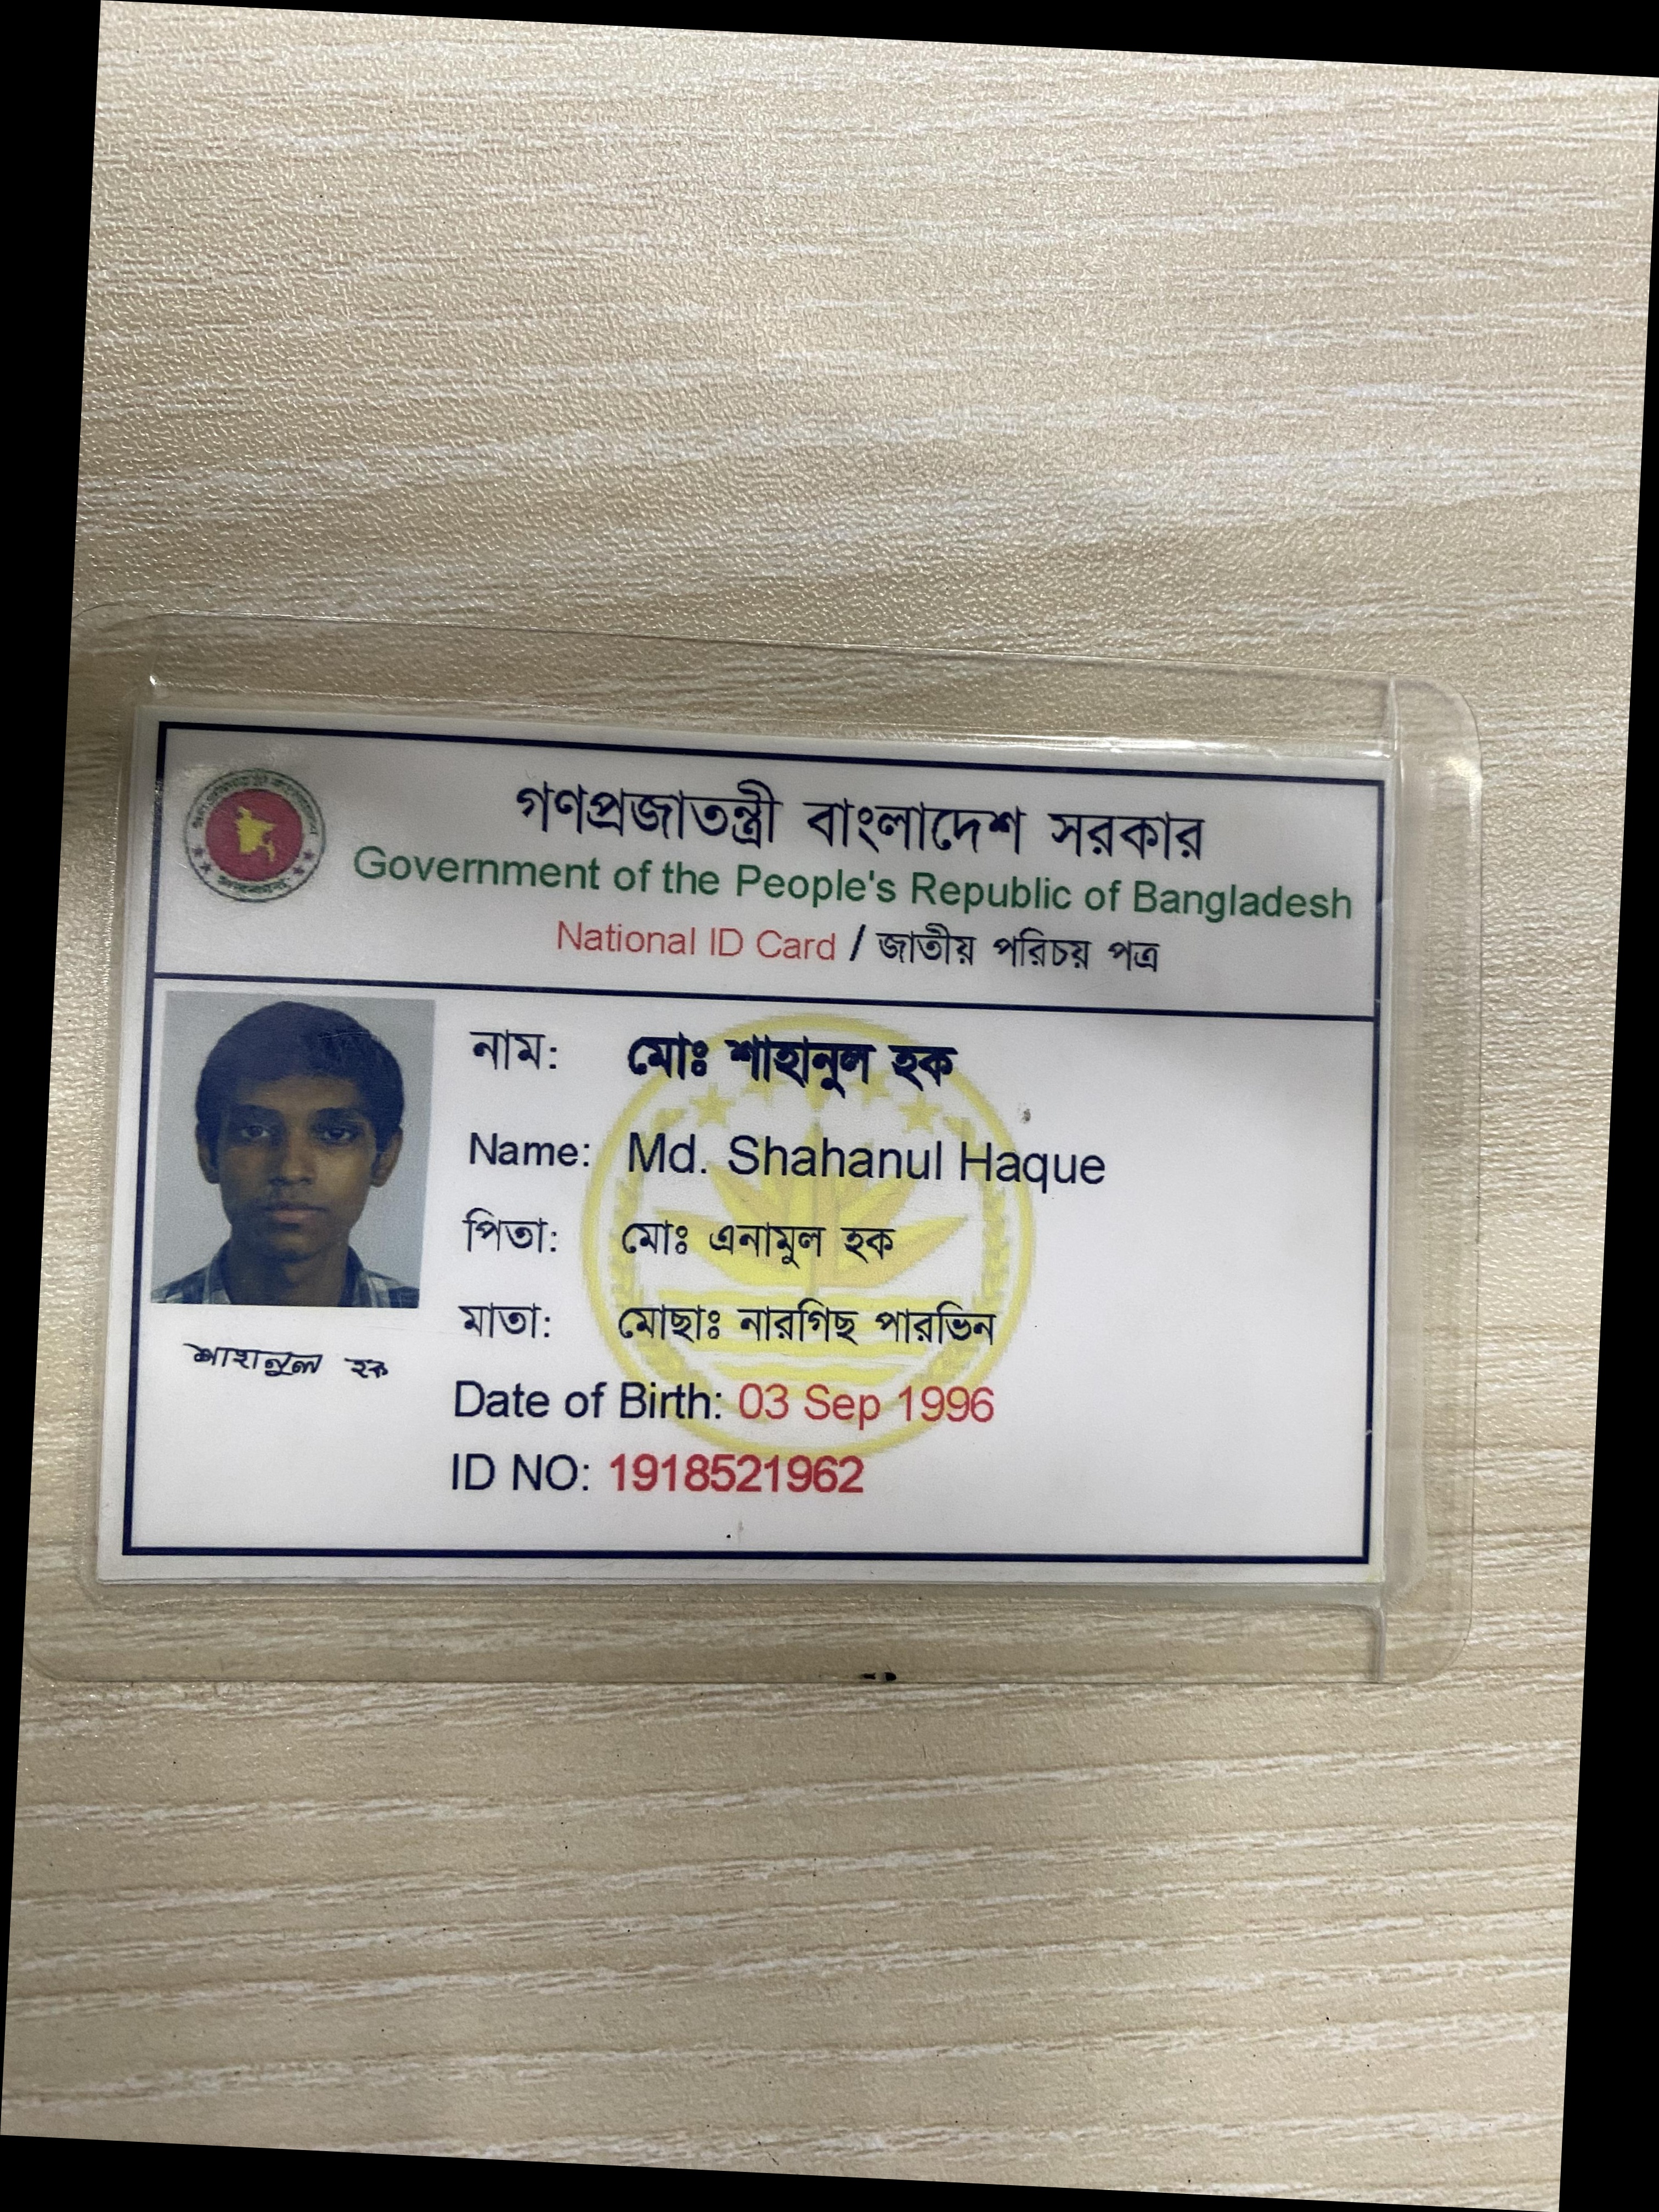 গণপ্রজাতন্ত্রী বাংলাদেশ সরকার
Government of the People's Republic of Bangladesh
National ID Card / জাতীয় পরিচয় পত্র
নাম: মোঃ শাহানুল হক
Name: Md. Shahanul Haque
পিতা: মোঃ এনামুল হক
মাতা: মোছাঃ নারগিছ পারভিন
শাহানুল হক
Date of Birth: 03 Sep 1996
ID NO: 1918521962